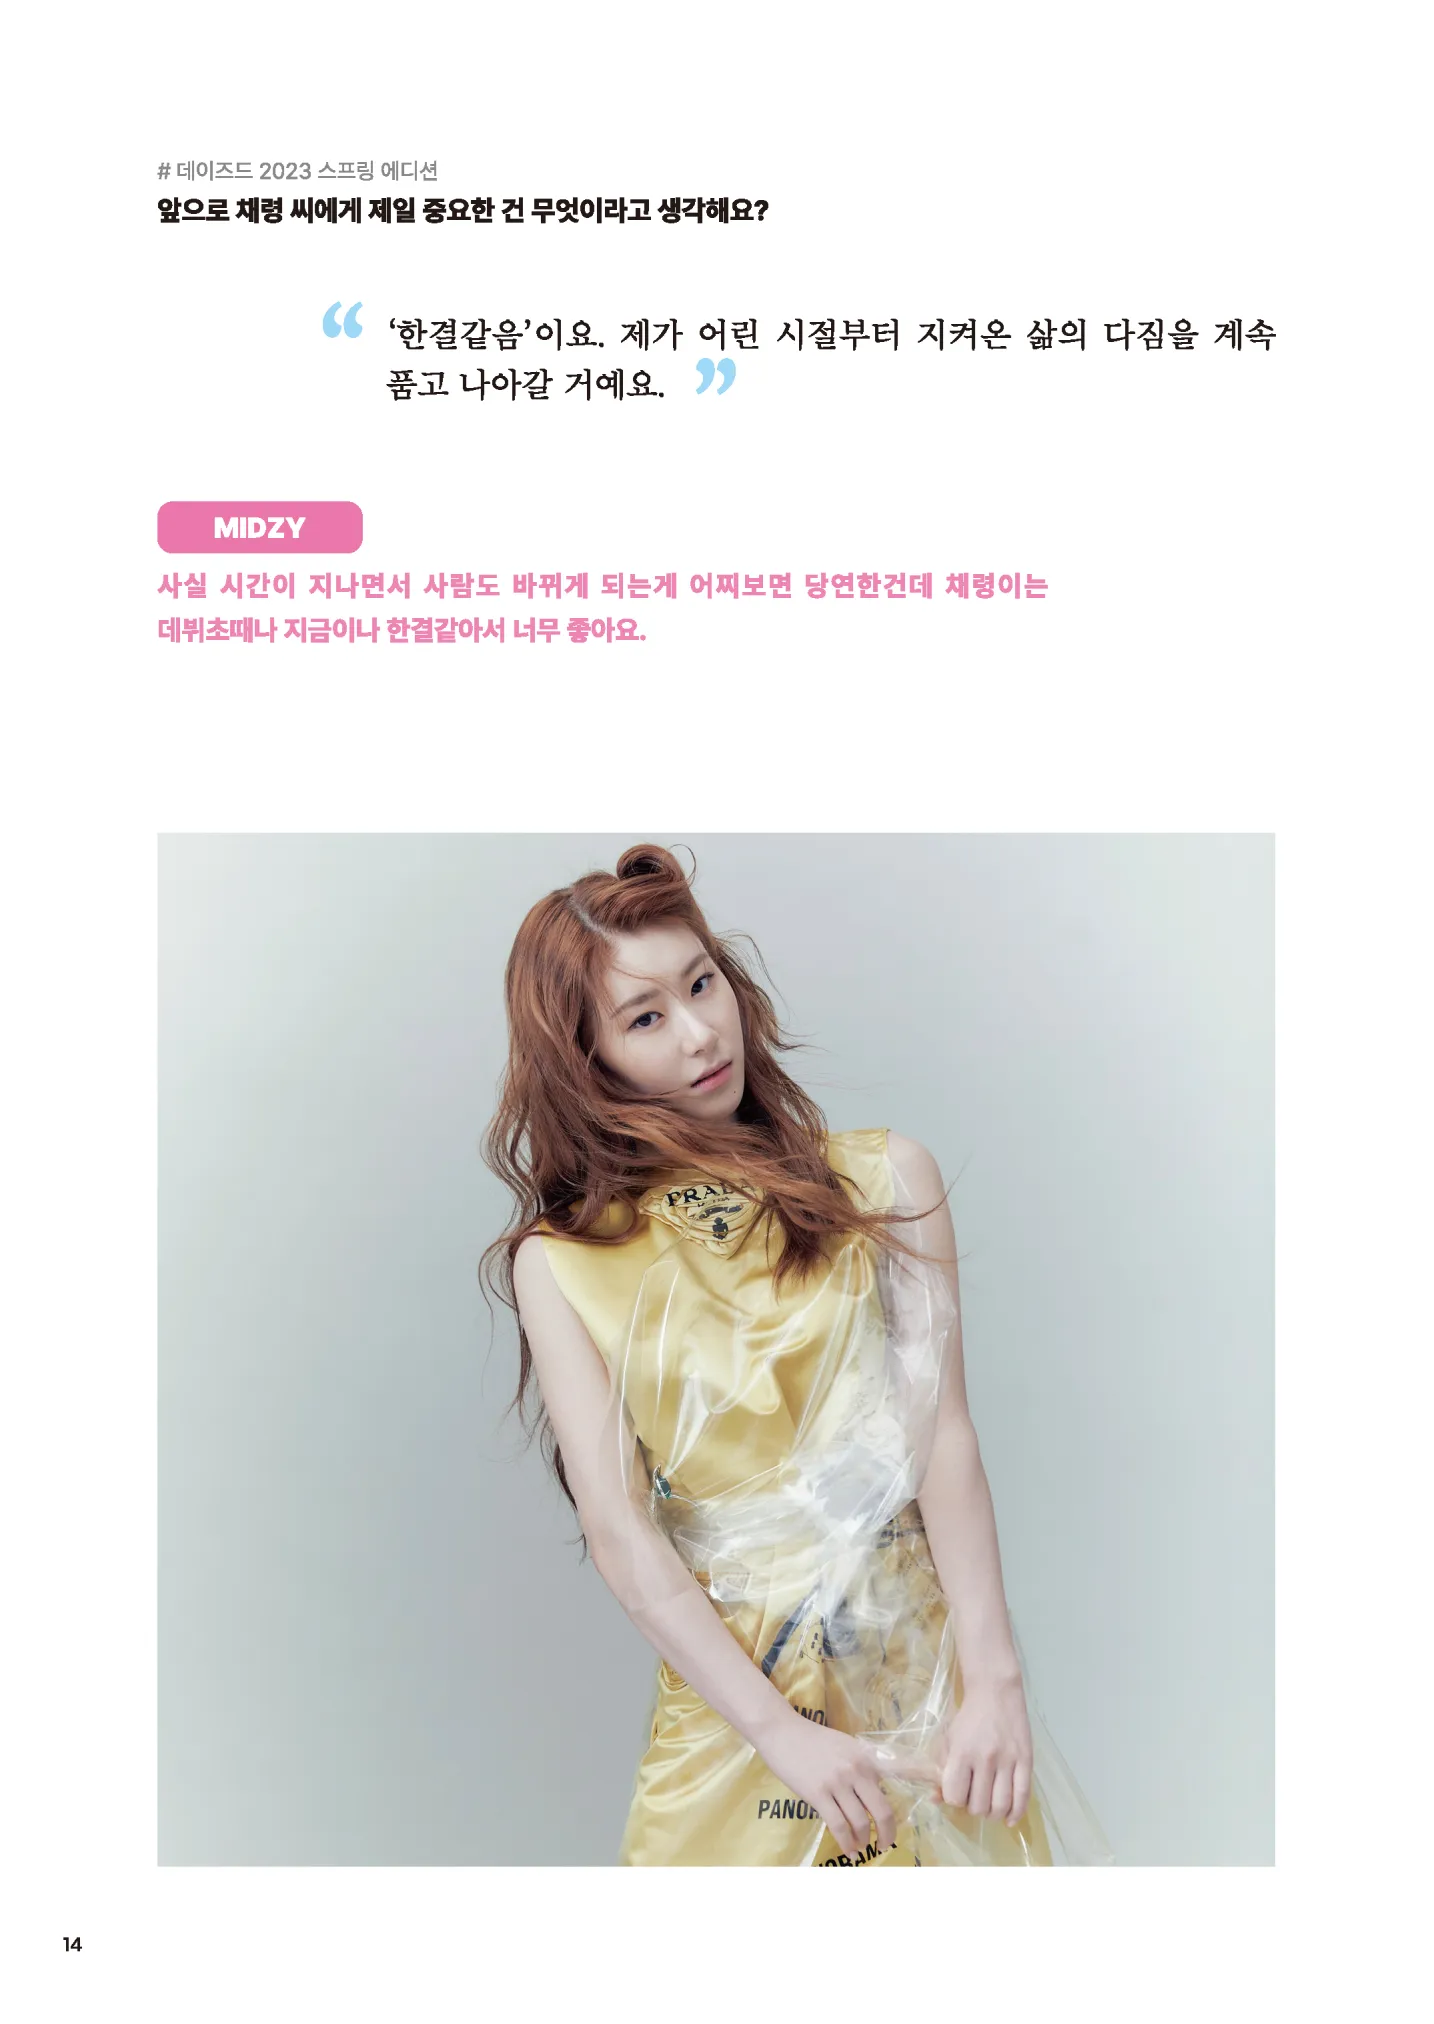 # 데이즈드 2023 스프링 에디션
앞으로 채령 씨에게 제일 중요한 건 무엇이라고 생각해요?
“ ‘한결같음’이요. 제가 어린 시절부터 지켜온 삶의 다짐을 계속
품고 나아갈 거예요. ”
MIDZY
사실 시간이 지나면서 사람도 바뀌게 되는게 어찌보면 당연한건데 채령이는
데뷔초때나 지금이나 한결같아서 너무 좋아요.
PRADA
PANOR
14